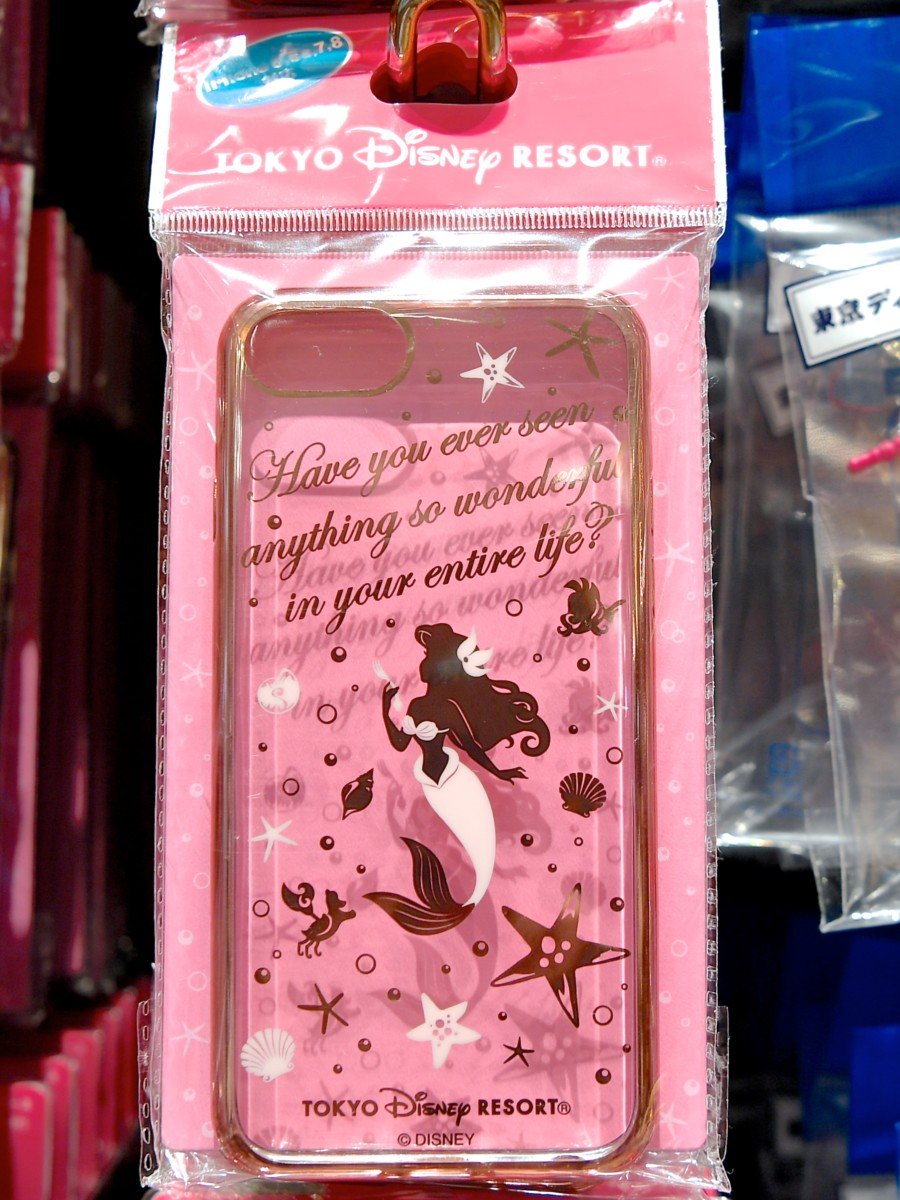 TOKYO Disney RESORT®
Have you ever seen
anything so wonderful
in your entire life?
TOKYO Disney RESORT®
© DISNEY
東京ディ